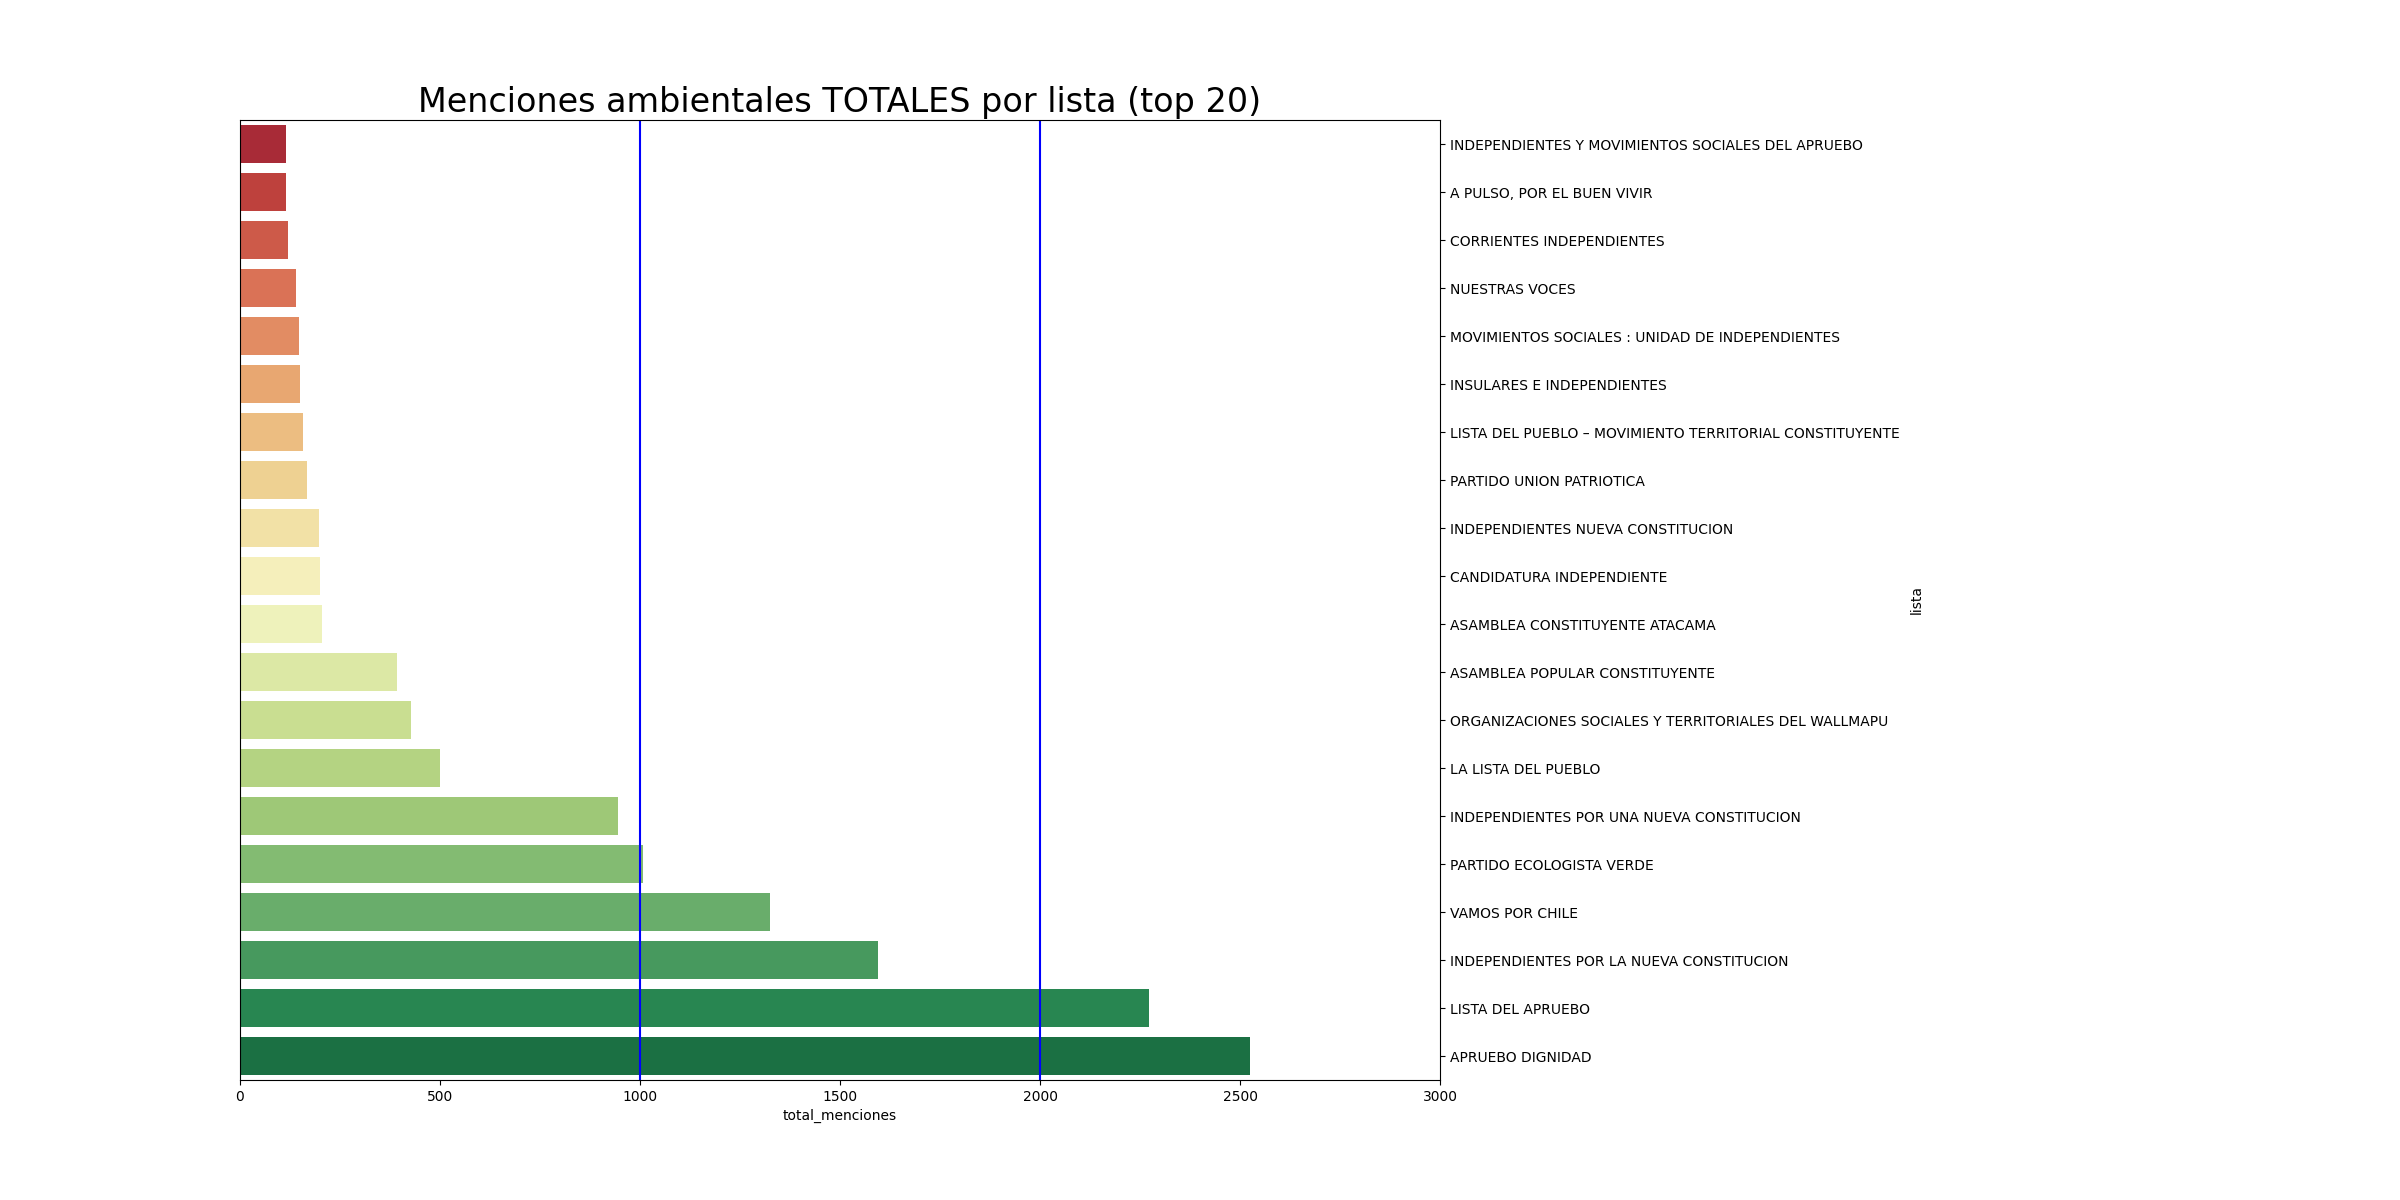 Menciones ambientales TOTALES por lista (top 20)
INDEPENDIENTES Y MOVIMIENTOS SOCIALES DEL APRUEBO
A PULSO, POR EL BUEN VIVIR
CORRIENTES INDEPENDIENTES
NUESTRAS VOCES
MOVIMIENTOS SOCIALES : UNIDAD DE INDEPENDIENTES
INSULARES E INDEPENDIENTES
LISTA DEL PUEBLO – MOVIMIENTO TERRITORIAL CONSTITUYENTE
PARTIDO UNION PATRIOTICA
INDEPENDIENTES NUEVA CONSTITUCION
CANDIDATURA INDEPENDIENTE
ASAMBLEA CONSTITUYENTE ATACAMA
ASAMBLEA POPULAR CONSTITUYENTE
ORGANIZACIONES SOCIALES Y TERRITORIALES DEL WALLMAPU
LA LISTA DEL PUEBLO
INDEPENDIENTES POR UNA NUEVA CONSTITUCION
PARTIDO ECOLOGISTA VERDE
VAMOS POR CHILE
INDEPENDIENTES POR LA NUEVA CONSTITUCION
LISTA DEL APRUEBO
APRUEBO DIGNIDAD
lista
0 500 1000 1500 2000 2500 3000
total_menciones